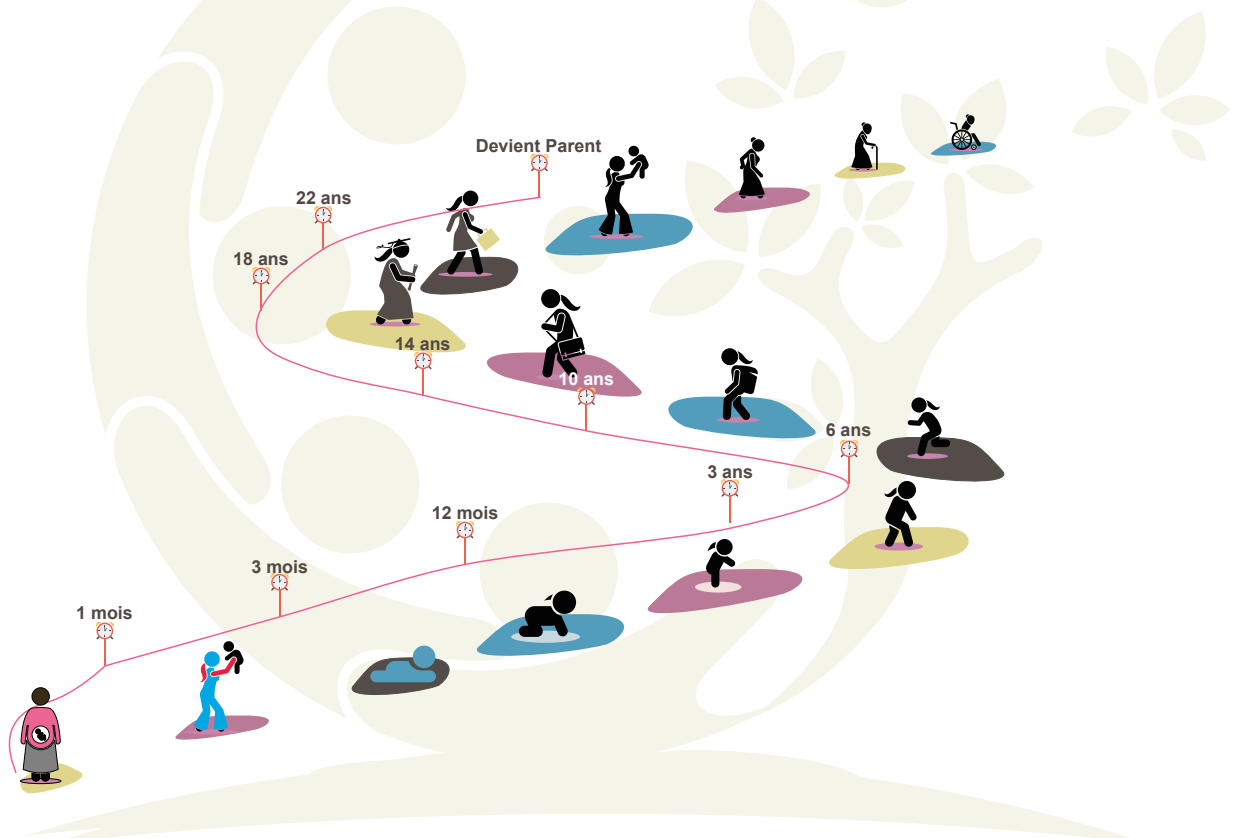 Devient Parent
22 ans
18 ans
14 ans
10 ans
6 ans
3 ans
12 mois
3 mois
1 mois